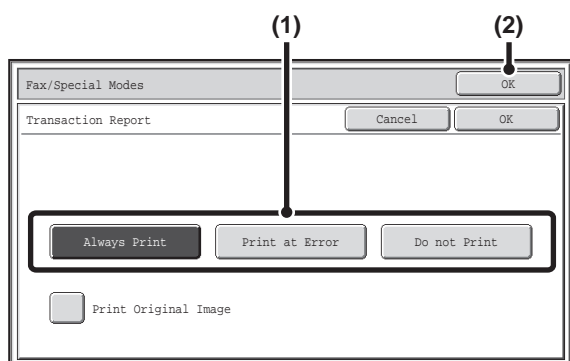 (1) (2)
Fax/Special Modes OK
Transaction Report Cancel OK
Always Print Print at Error Do not Print
Print Original Image